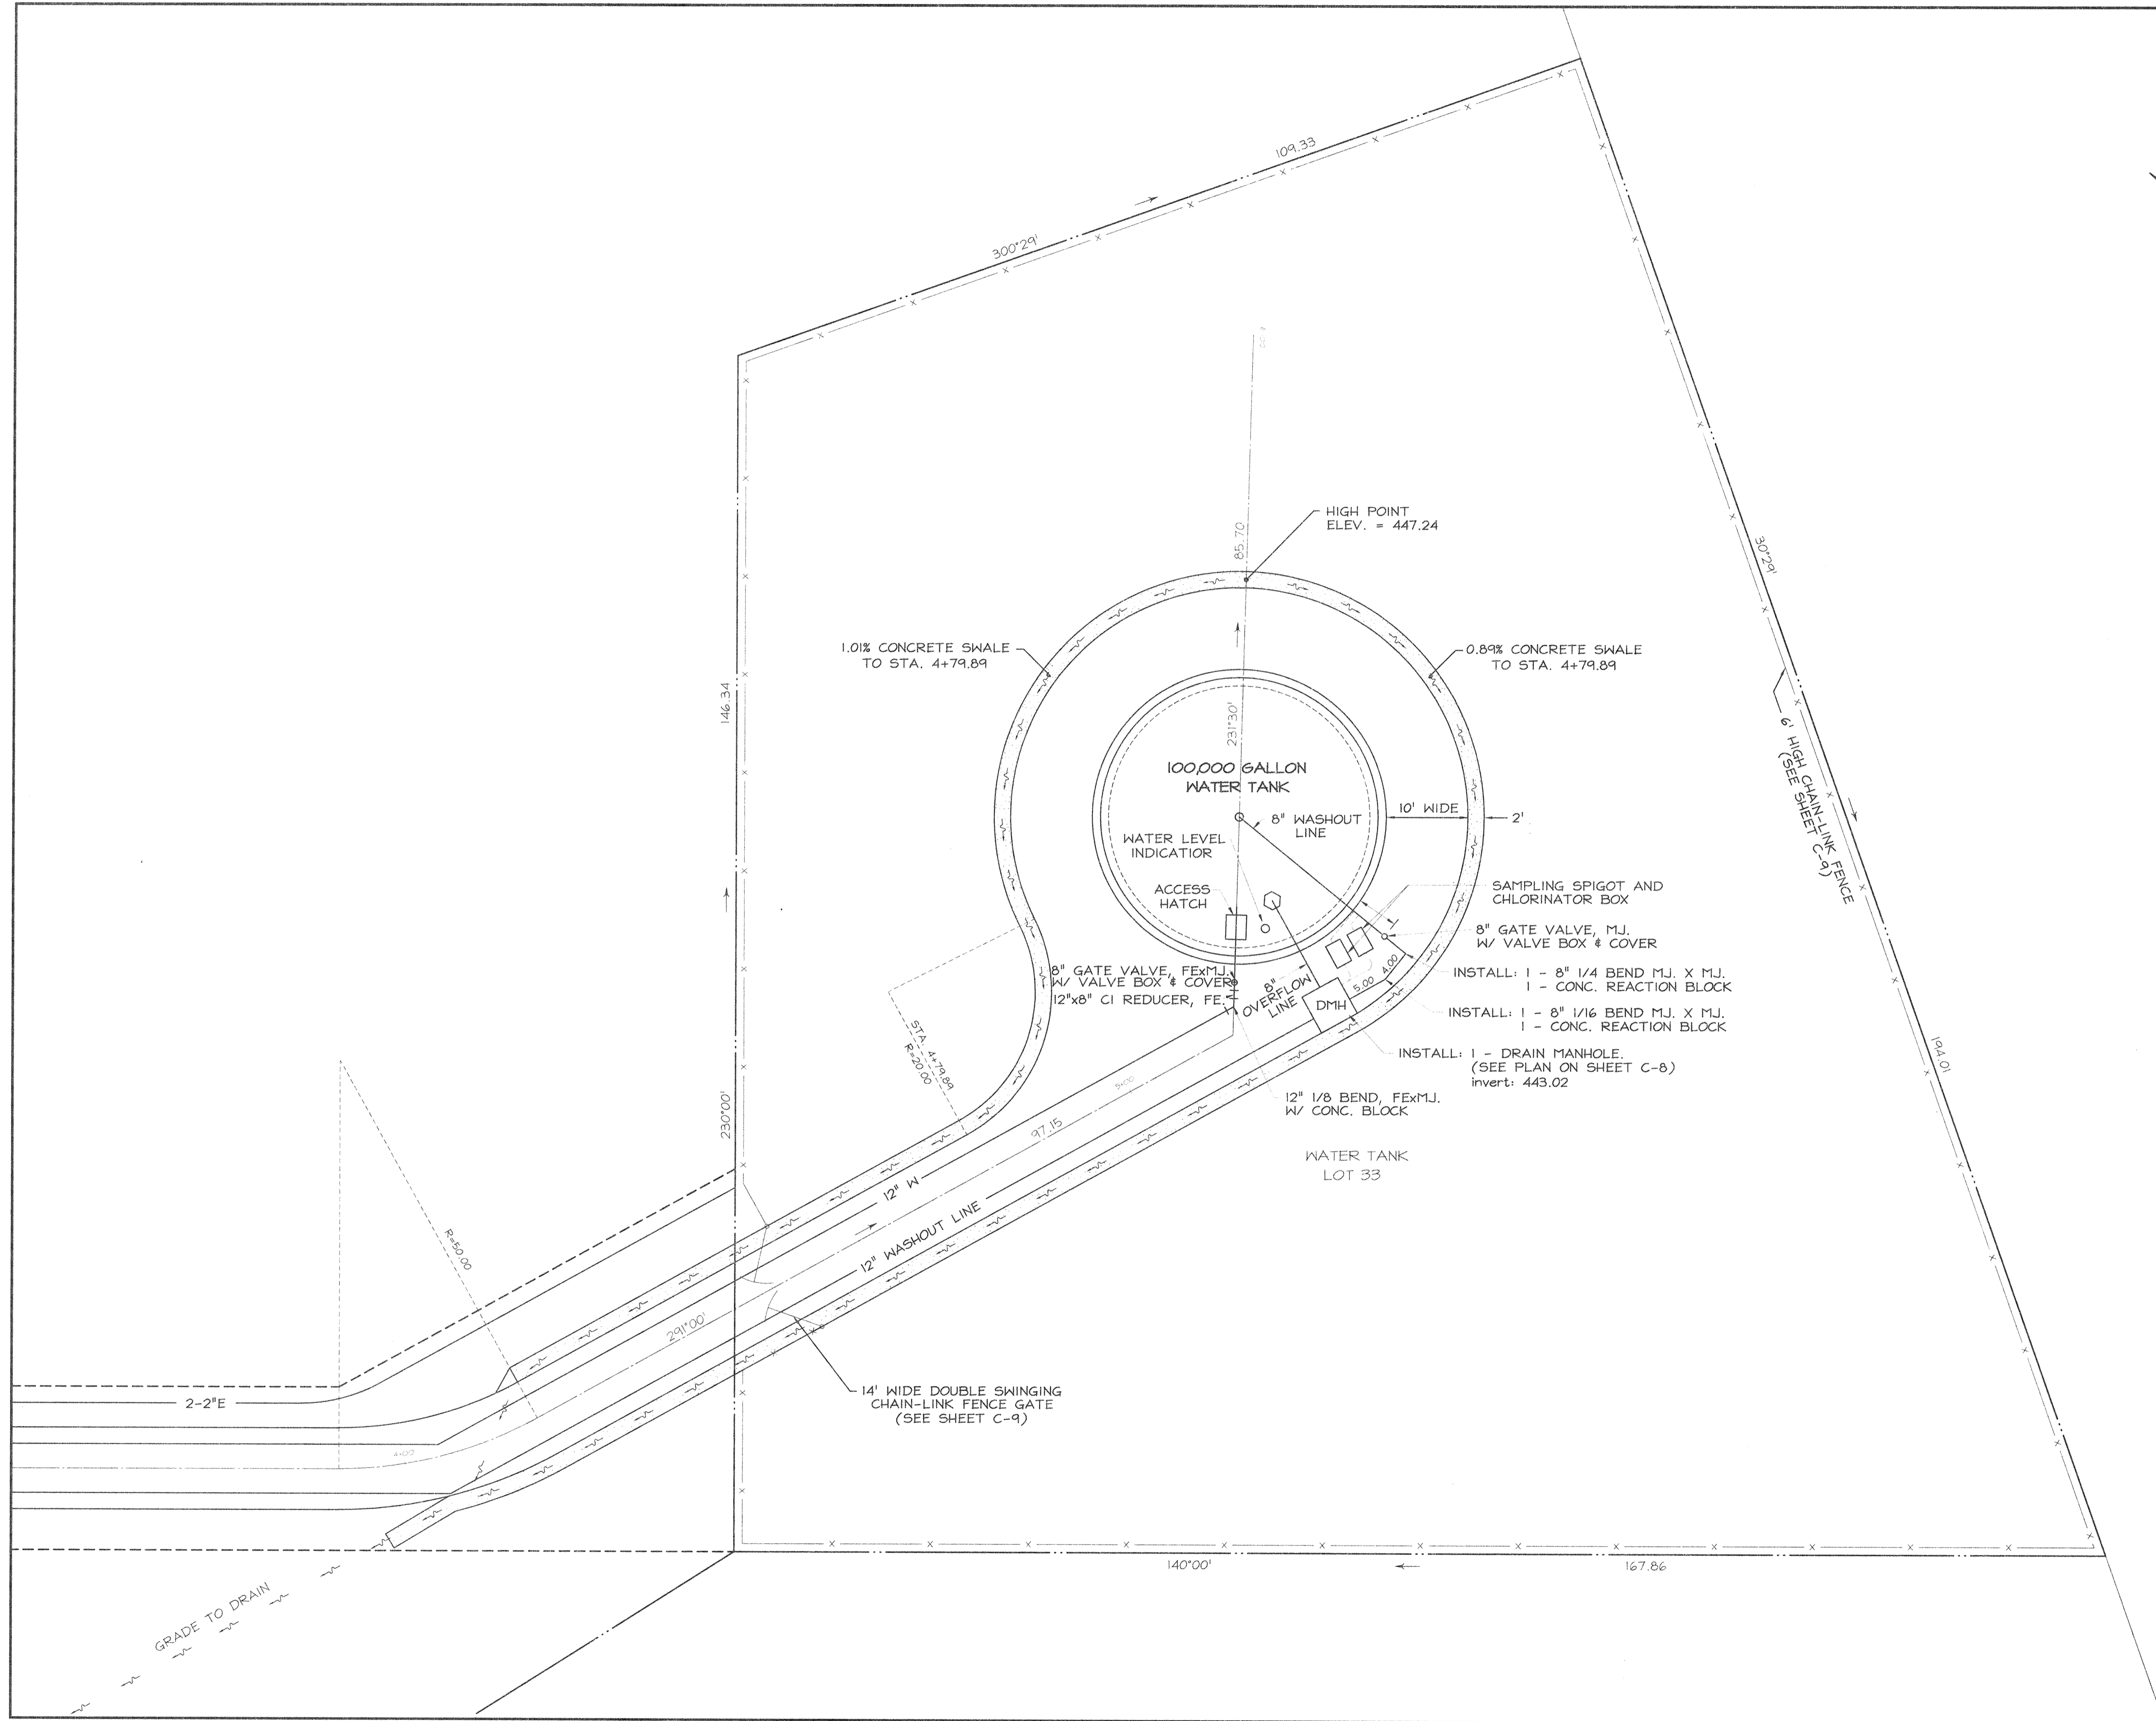 109.33
300°29'
6+00
HIGH POINT
ELEV. = 447.24
85.70
30°29'
1.01% CONCRETE SWALE
TO STA. 4+79.89
0.89% CONCRETE SWALE
TO STA. 4+79.89
146.34
231°30'
6' HIGH CHAIN-LINK FENCE
(SEE SHEET C-9)
100,000 GALLON
WATER TANK
10' WIDE
2'
8" WASHOUT
LINE
WATER LEVEL
INDICATIOR
ACCESS
HATCH
SAMPLING SPIGOT AND
CHLORINATOR BOX
8" GATE VALVE, MJ.
W/ VALVE BOX & COVER
8" GATE VALVE, FExMJ.
W/ VALVE BOX & COVER
12"x8" CI REDUCER, FE.
8"
OVERFLOW
LINE
DMH
5.00
4.00
INSTALL: 1 - 8" 1/4 BEND MJ. X MJ.
1 - CONC. REACTION BLOCK
INSTALL: 1 - 8" 1/16 BEND MJ. X MJ.
1 - CONC. REACTION BLOCK
INSTALL: 1 - DRAIN MANHOLE.
(SEE PLAN ON SHEET C-8)
invert: 443.02
12" 1/8 BEND, FExMJ.
W/ CONC. BLOCK
STA. 4+79.89
R=20.00
5+00
194.01
230°00'
97.15
WATER TANK
LOT 33
12" W
12" WASHOUT LINE
R=50.00
291°00'
14' WIDE DOUBLE SWINGING
CHAIN-LINK FENCE GATE
(SEE SHEET C-9)
2-2"E
4+00
140°00'
167.86
GRADE TO DRAIN